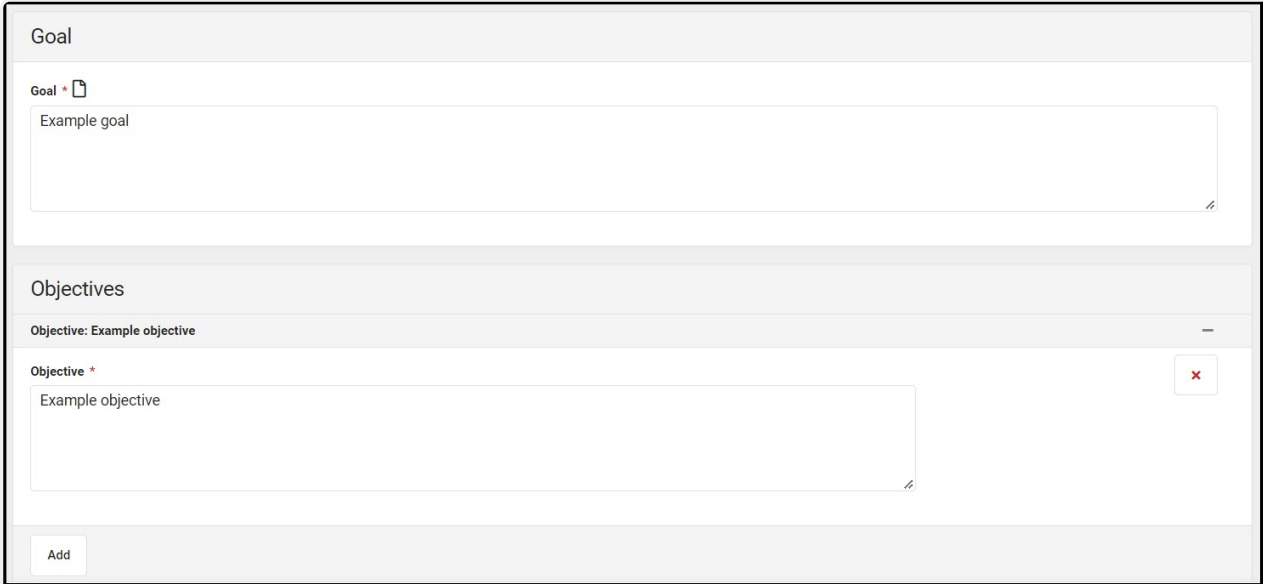 Goal
Goal *
Example goal
Objectives
Objective: Example objective
Objective *
Example objective
Add